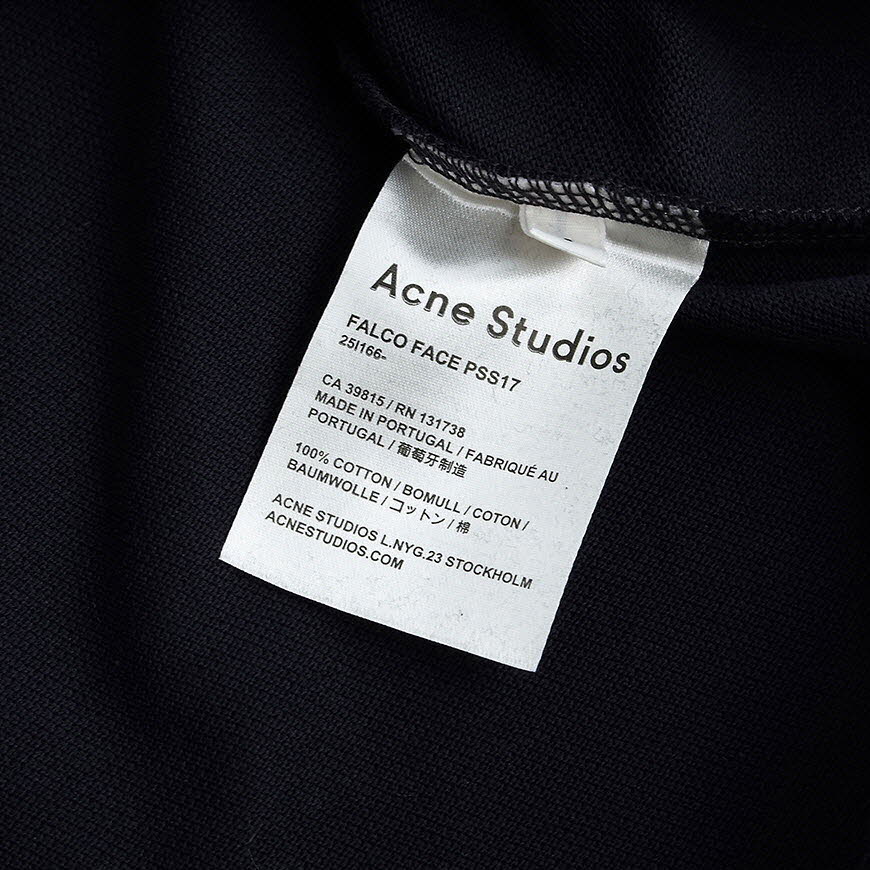 Acne Studios
FALCO FACE PSS17
25I166-
CA 39815 / RN 131738
MADE IN PORTUGAL / FABRIQUÉ AU
PORTUGAL / 葡萄牙制造
100% COTTON / BOMULL / COTON /
BAUMWOLLE / コットン / 棉
ACNE STUDIOS L.NYG.23 STOCKHOLM
ACNESTUDIOS.COM